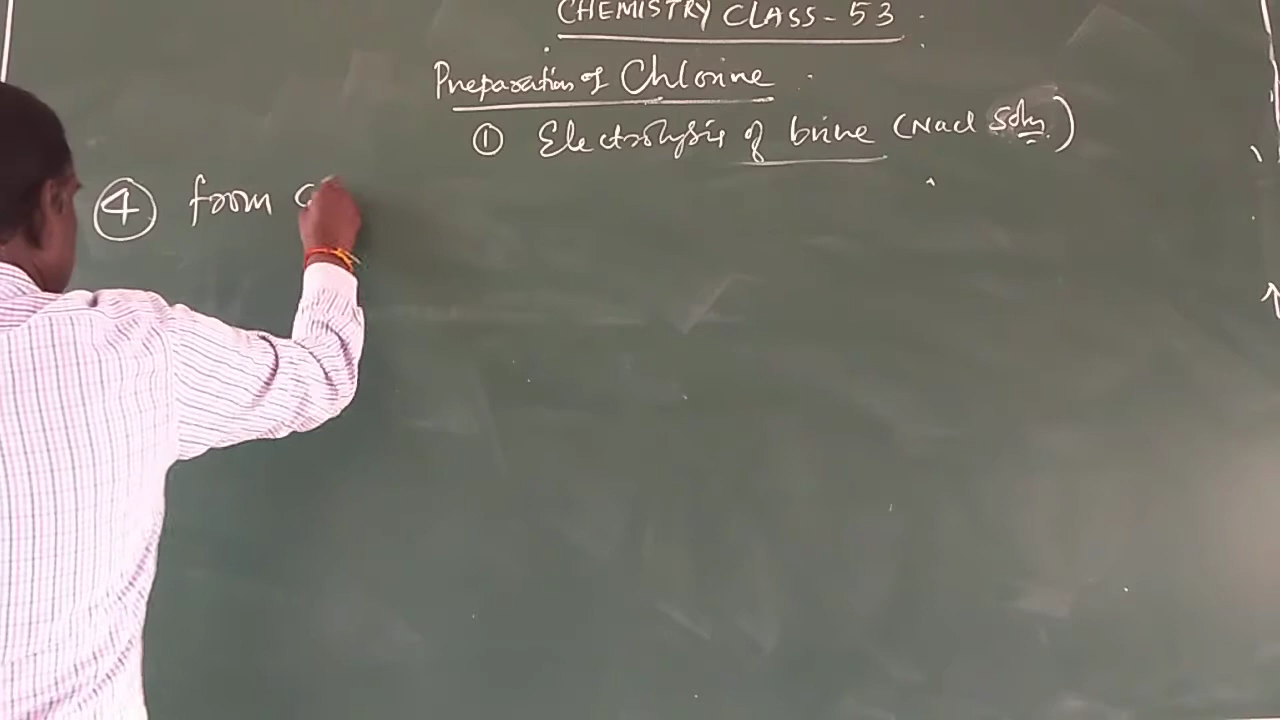 CHEMISTRY CLASS - 53
Preparation of Chlorine
① Electrolysis of brine (Nacl Soln)
④ from